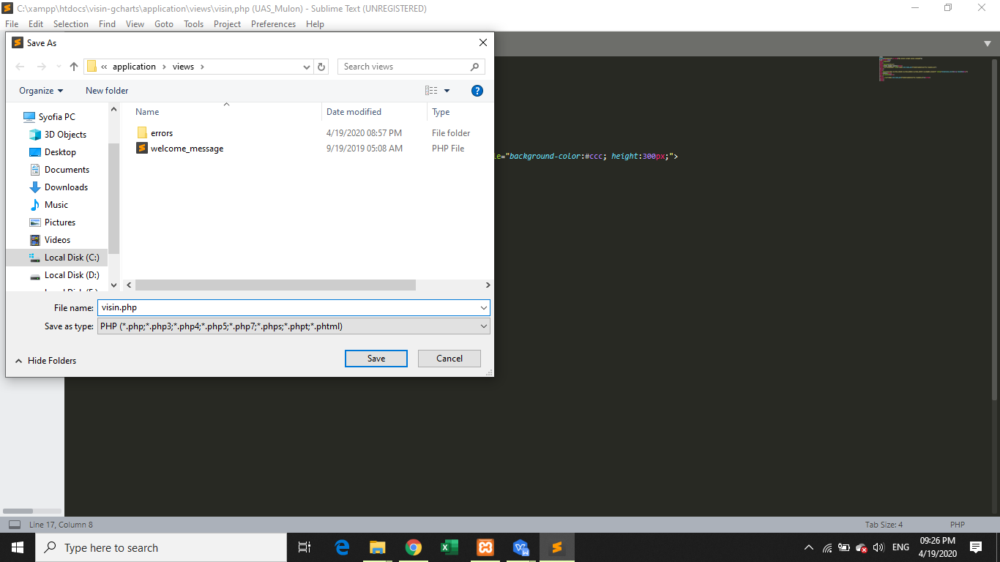 C:\xampp\htdocs\visin-gcharts\application\views\visin,php (UAS_Mulon) - Sublime Text (UNREGISTERED)
File Edit Selection Find View Goto Tools Project Preferences Help
Save As
« application › views ›
Search views
Organize New folder
Name Date modified Type
errors 4/19/2020 08:57 PM File folder
welcome_message 9/19/2019 05:08 AM PHP File
Syofia PC
3D Objects
Desktop
Documents
Downloads
Music
Pictures
Videos
Local Disk (C:)
Local Disk (D:)
File name: visin.php
Save as type: PHP (*.php;*.php3;*.php4;*.php5;*.php7;*.phps;*.phpt;*.phtml)
Hide Folders
Save Cancel
le="background-color:#ccc; height:300px;">
Line 17, Column 8
Tab Size: 4 PHP
Type here to search
ENG
09:26 PM
4/19/2020